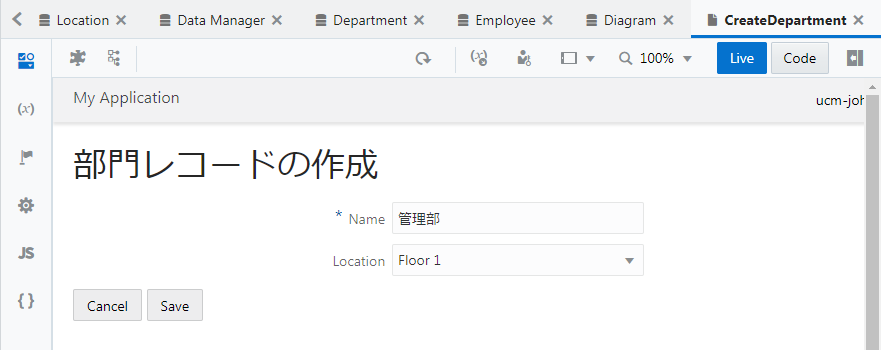 Location Data Manager Department Employee Diagram CreateDepartment
(x) 100% Live Code
My Application ucm-joh
(x)
部門レコードの作成
* Name 管理部
Location Floor 1
JS
{ }
Cancel Save